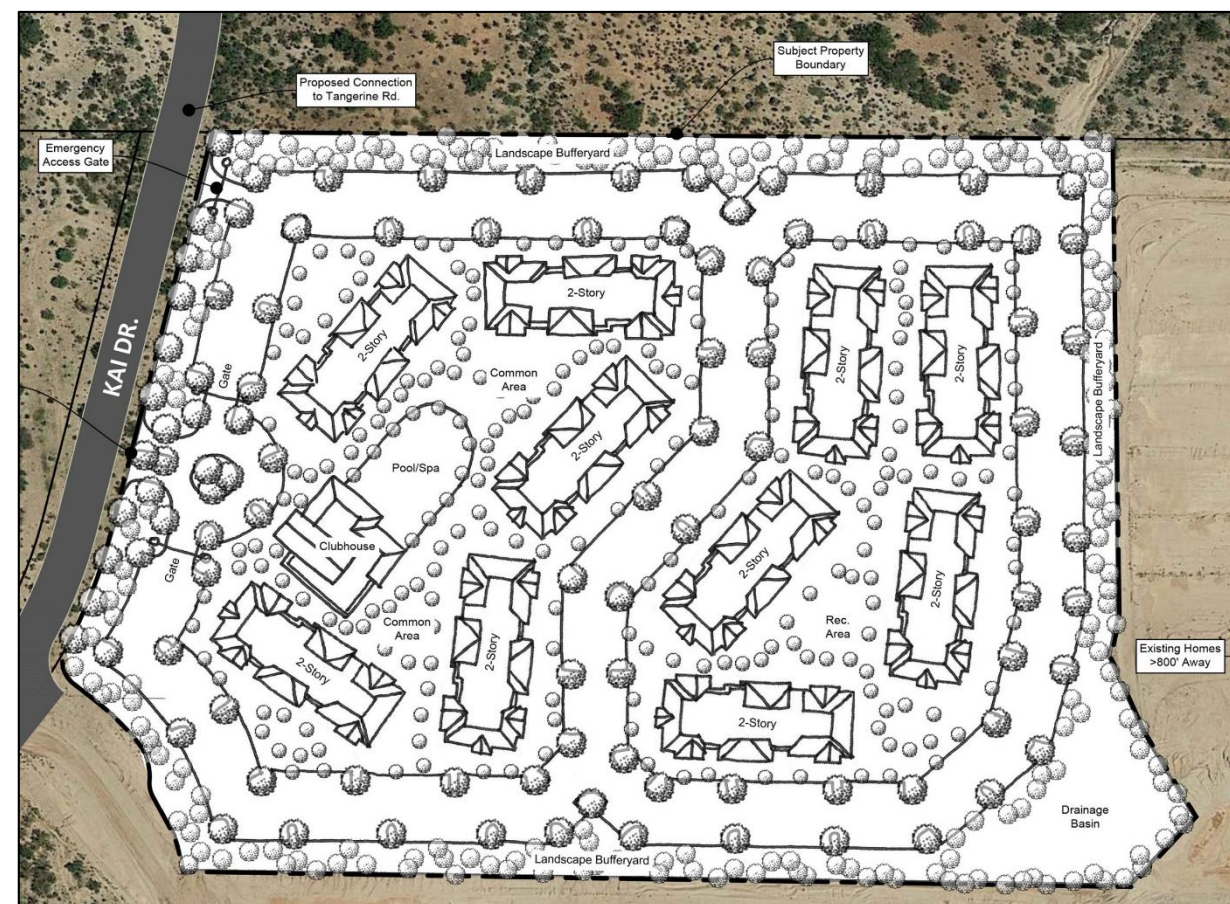 Subject Property
Boundary
Proposed Connection
to Tangerine Rd.
Emergency
Access Gate
Landscape Bufferyard
2-Story
2-Story
2-Story
2-Story
KAI DR.
Gate
Common
Area
2-Story
Landscape Bufferyard
Pool/Spa
Clubhouse
Gate
2-Story
2-Story
Common
Area
Rec.
Area
2-Story
2-Story
Existing Homes
>800' Away
2-Story
Drainage
Basin
Landscape Bufferyard